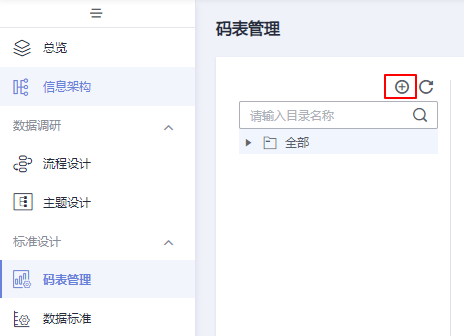 总览
信息架构
数据调研
流程设计
主题设计
标准设计
码表管理
数据标准
码表管理
请输入目录名称
全部